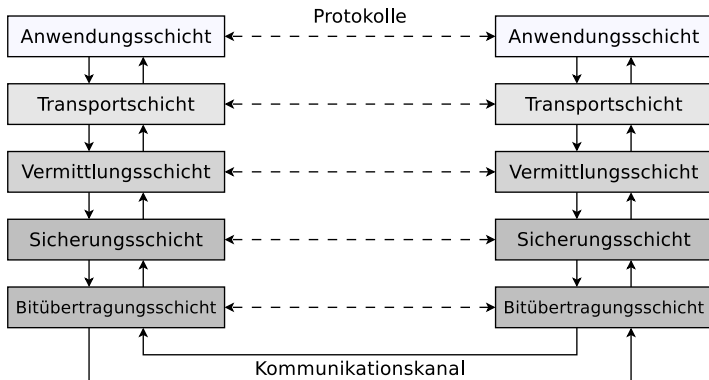 Protokolle
Anwendungsschicht
Anwendungsschicht
Transportschicht
Transportschicht
Vermittlungsschicht
Vermittlungsschicht
Sicherungsschicht
Sicherungsschicht
Bitübertragungsschicht
Bitübertragungsschicht
Kommunikationskanal